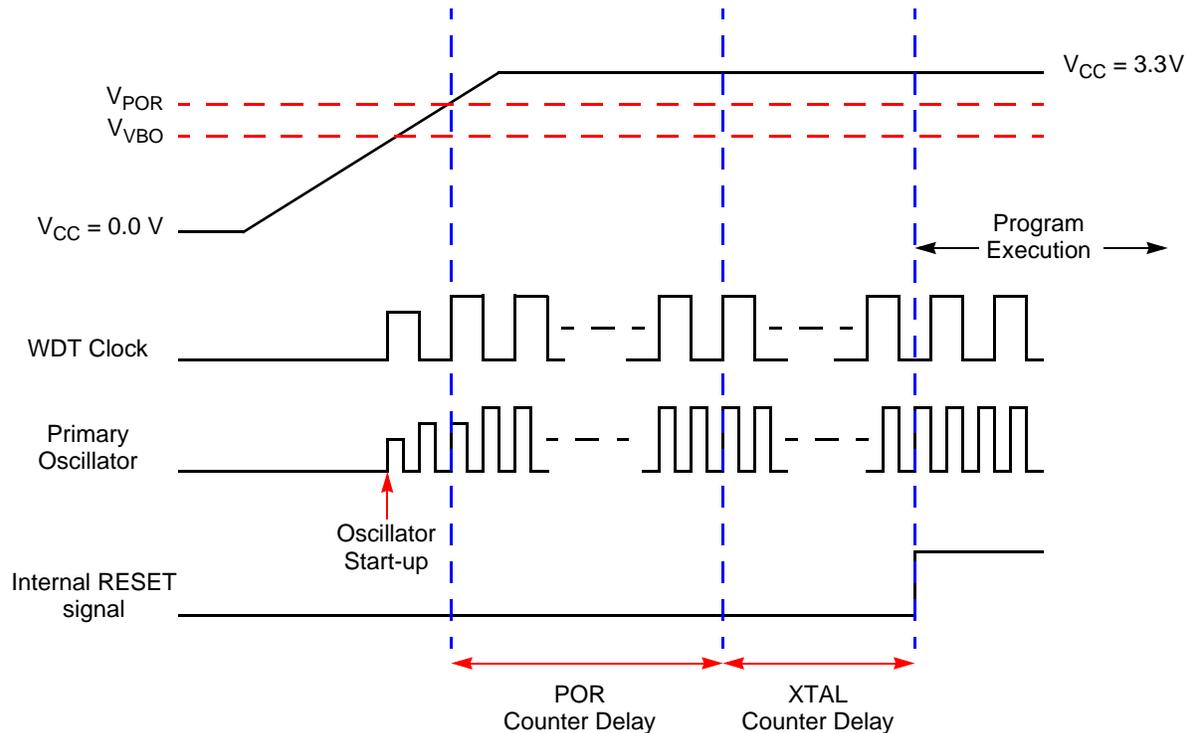 V_CC = 3.3V
V_POR
V_VBO
V_CC = 0.0 V
Program
Execution
WDT Clock
Primary
Oscillator
Oscillator
Start-up
Internal RESET
signal
POR
Counter Delay
XTAL
Counter Delay